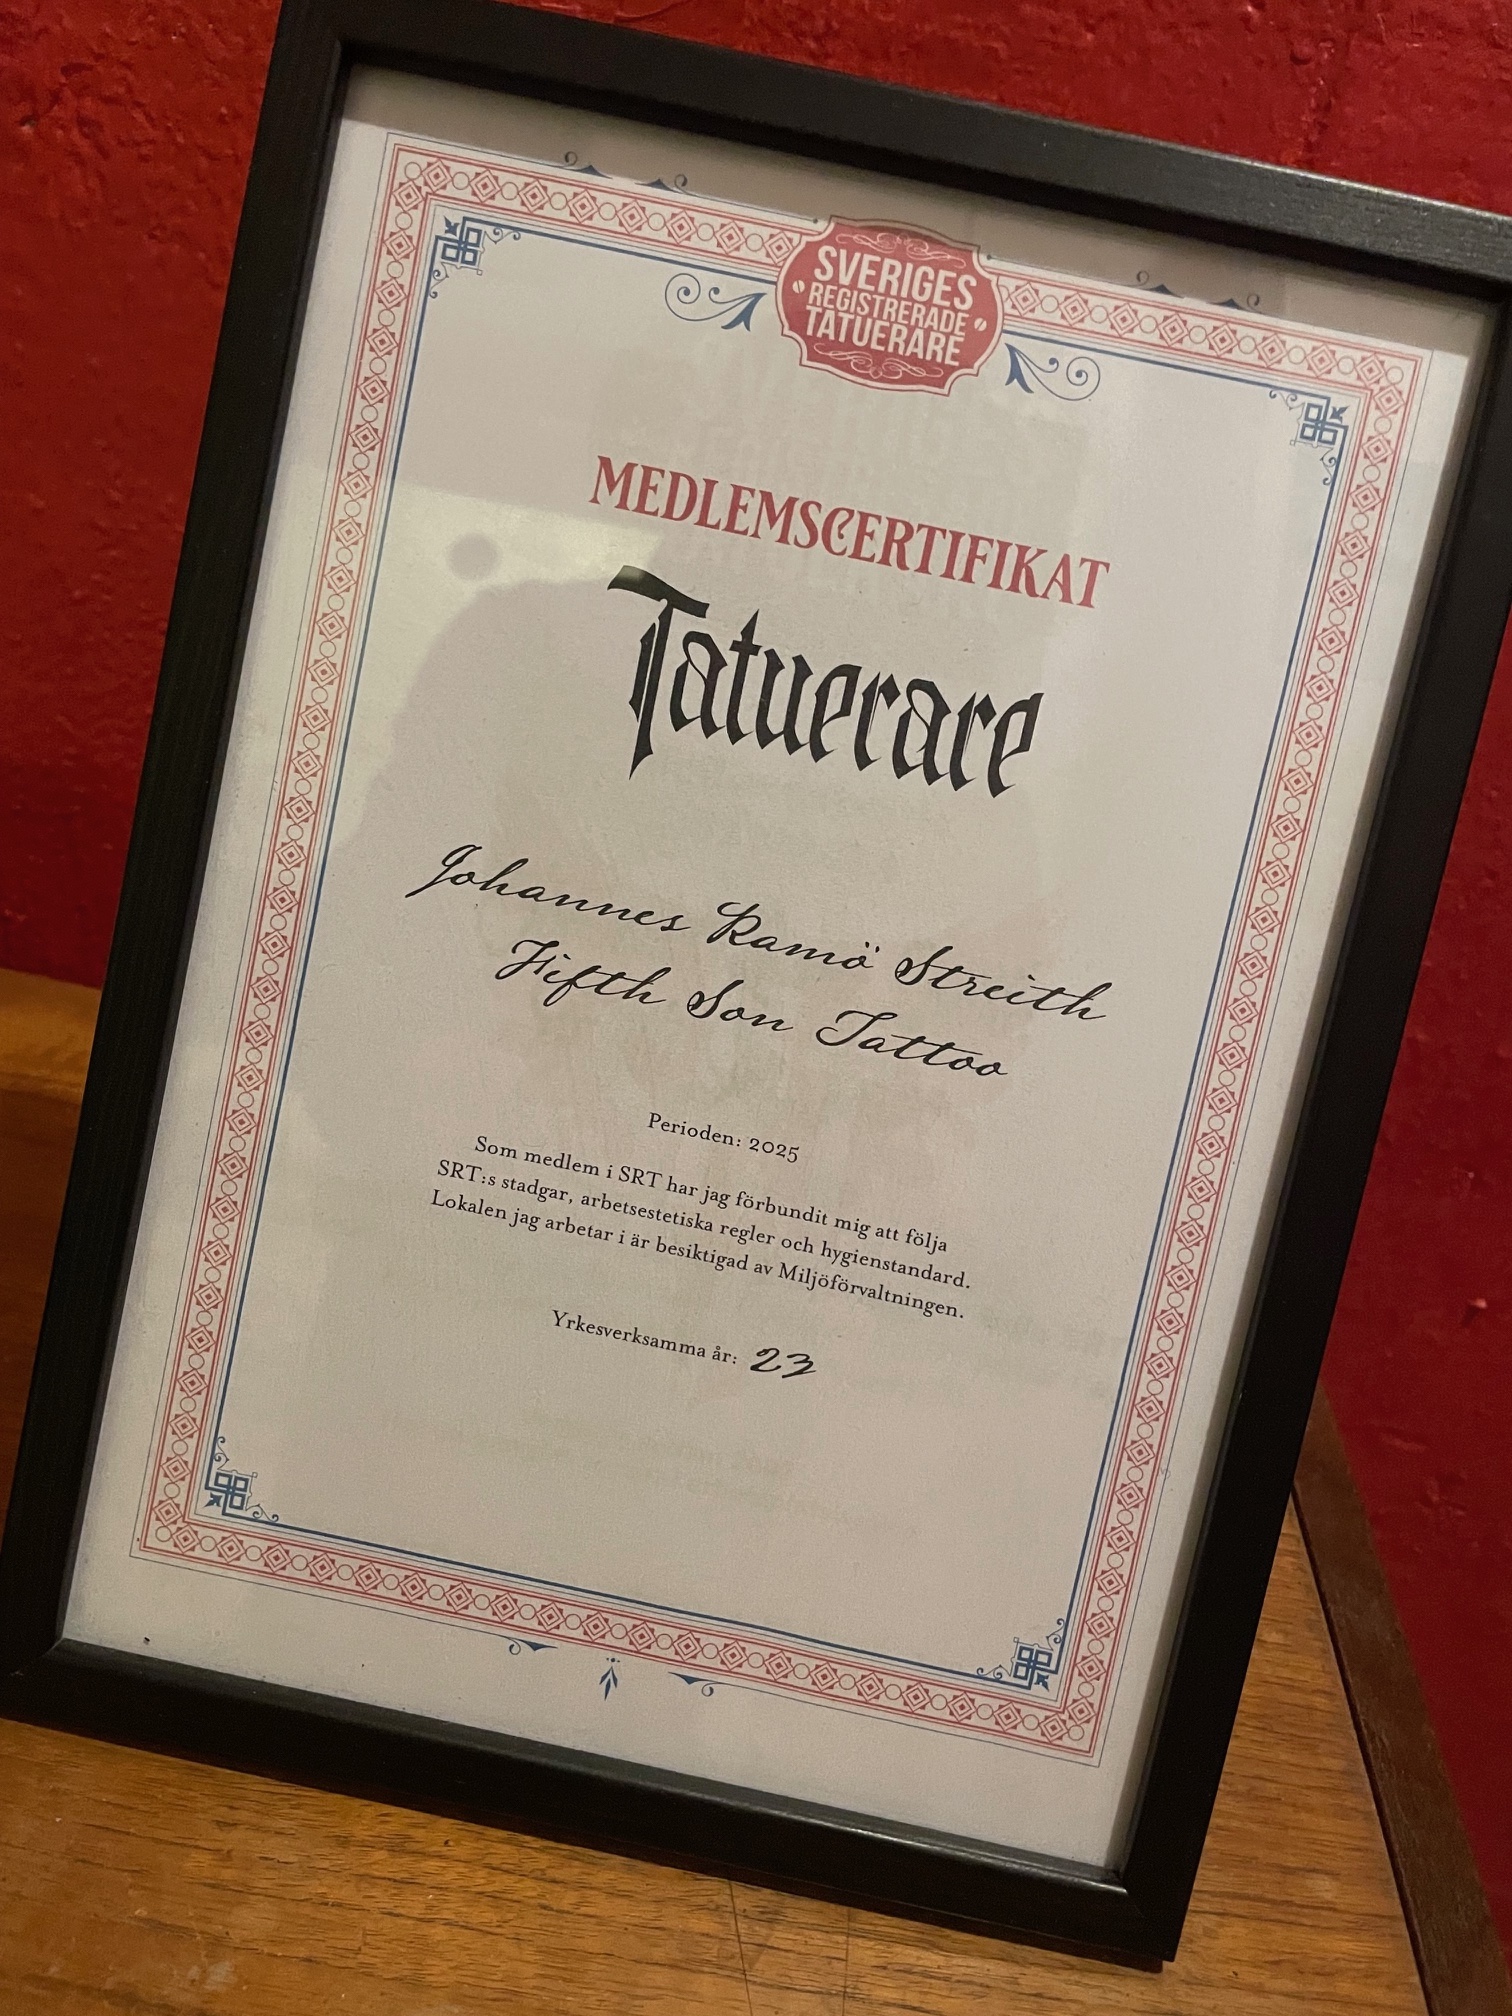 SVERIGES
REGISTRERADE
TATUERARE
MEDLEMSCERTIFIKAT
Tatuerare
Johannes Ramö Streith
Fifth Son Tattoo
Perioden: 2025
Som medlem i SRT har jag förbundit mig att följa
SRT:s stadgar, arbetsestetiska regler och hygienstandard.
Lokalen jag arbetar i är besiktigad av Miljöförvaltningen.
Yrkesverksamma år: 23